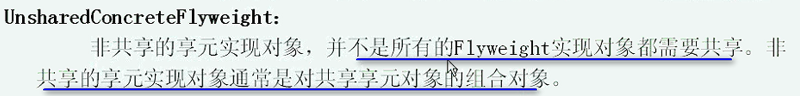 UnsharedConcreteFlyweight：
非共享的享元实现对象，并不是所有的Flyweight实现对象都需要共享。非
共享的享元实现对象通常是对共享享元对象的组合对象。